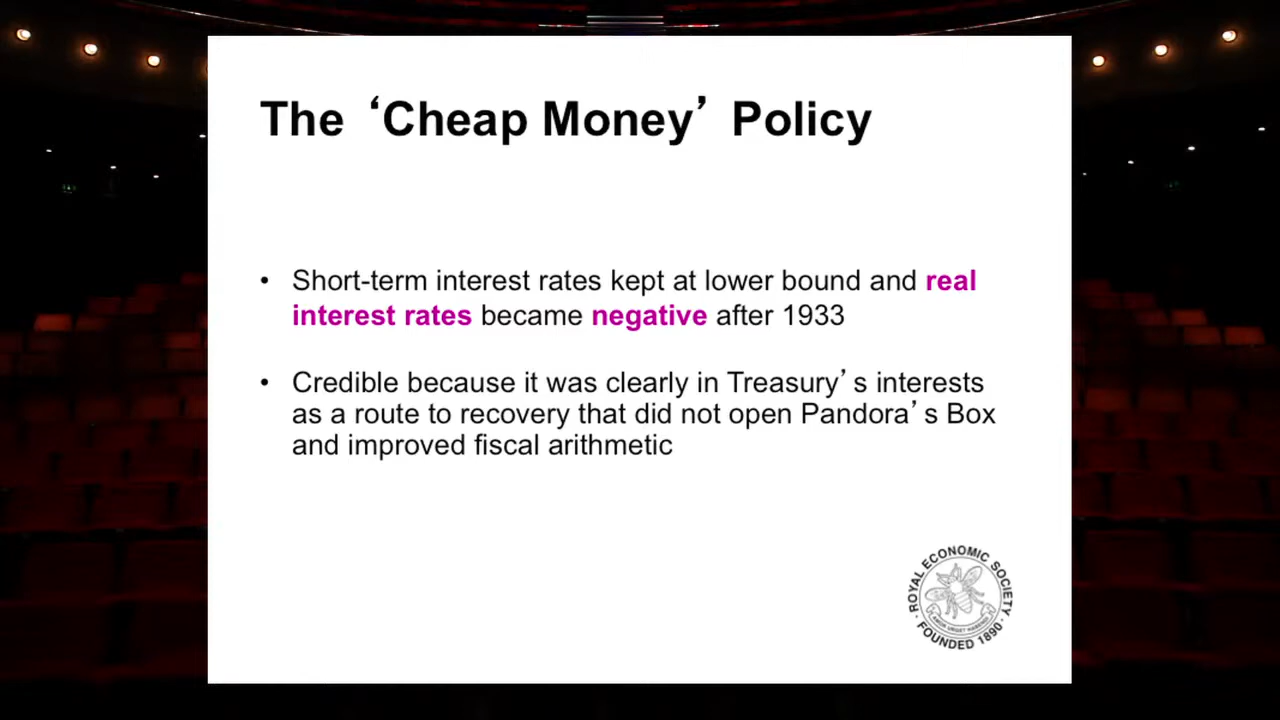 The ‘Cheap Money’ Policy
• Short-term interest rates kept at lower bound and real
interest rates became negative after 1933
• Credible because it was clearly in Treasury’s interests
as a route to recovery that did not open Pandora’s Box
and improved fiscal arithmetic
ROYAL ECONOMIC SOCIETY
· FOUNDED 1890 ·